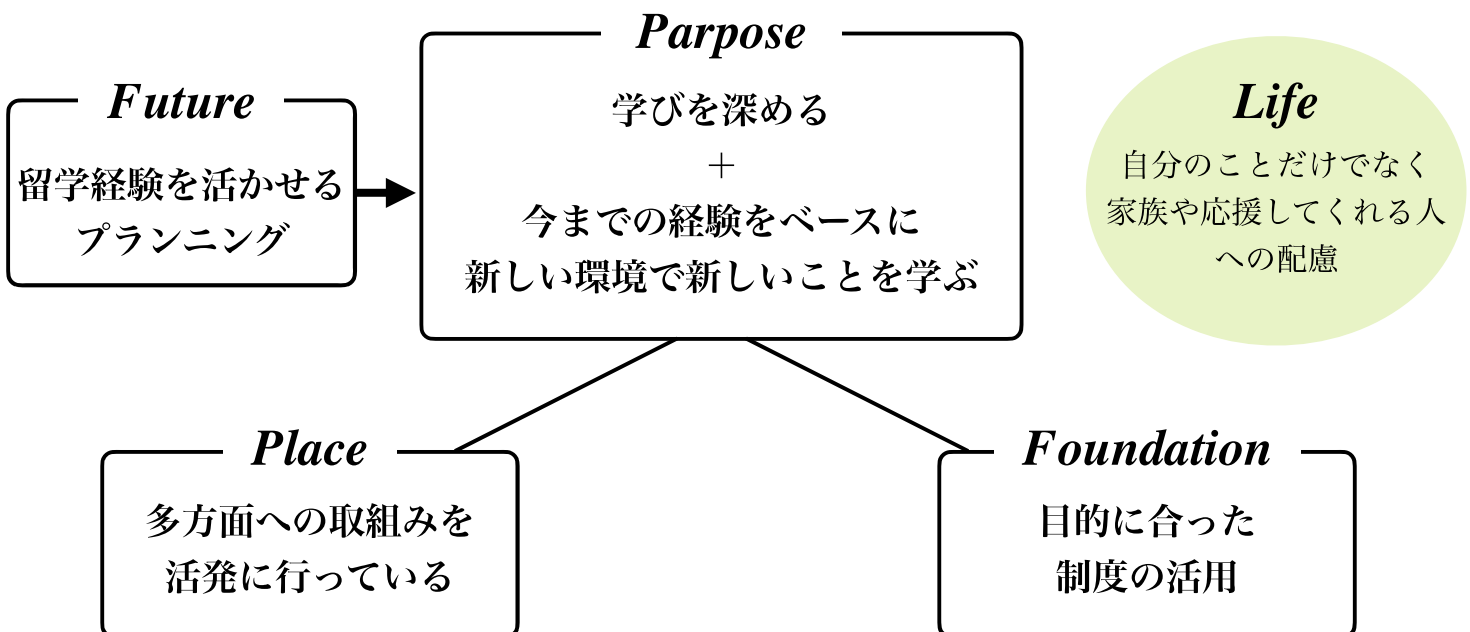 Parpose
学びを深める
＋
今までの経験をベースに
新しい環境で新しいことを学ぶ
Future
留学経験を活かせる
プランニング
Life
自分のことだけでなく
家族や応援してくれる人
への配慮
Place
多方面への取組みを
活発に行っている
Foundation
目的に合った
制度の活用